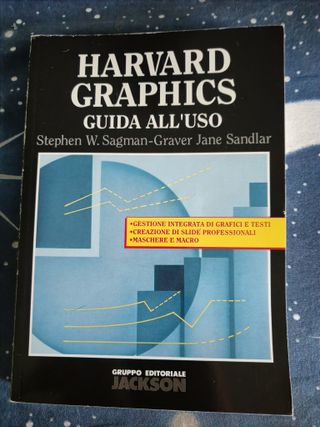 HARVARD
GRAPHICS
GUIDA ALL'USO
Stephen W. Sagman-Graver Jane Sandlar
•GESTIONE INTEGRATA DI GRAFICI E TESTI
•CREAZIONE DI SLIDE PROFESSIONALI
•MASCHERE E MACRO
GRUPPO EDITORIALE
JACKSON